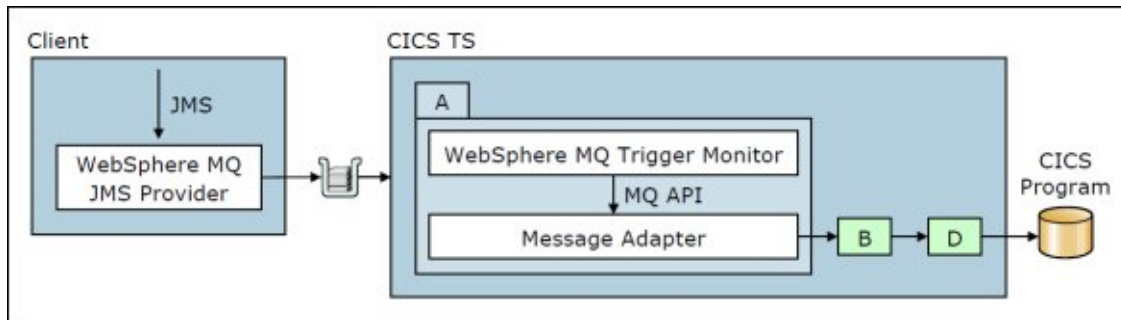 Client
JMS
WebSphere MQ
JMS Provider
CICS TS
A
WebSphere MQ Trigger Monitor
MQ API
Message Adapter
B
D
CICS
Program